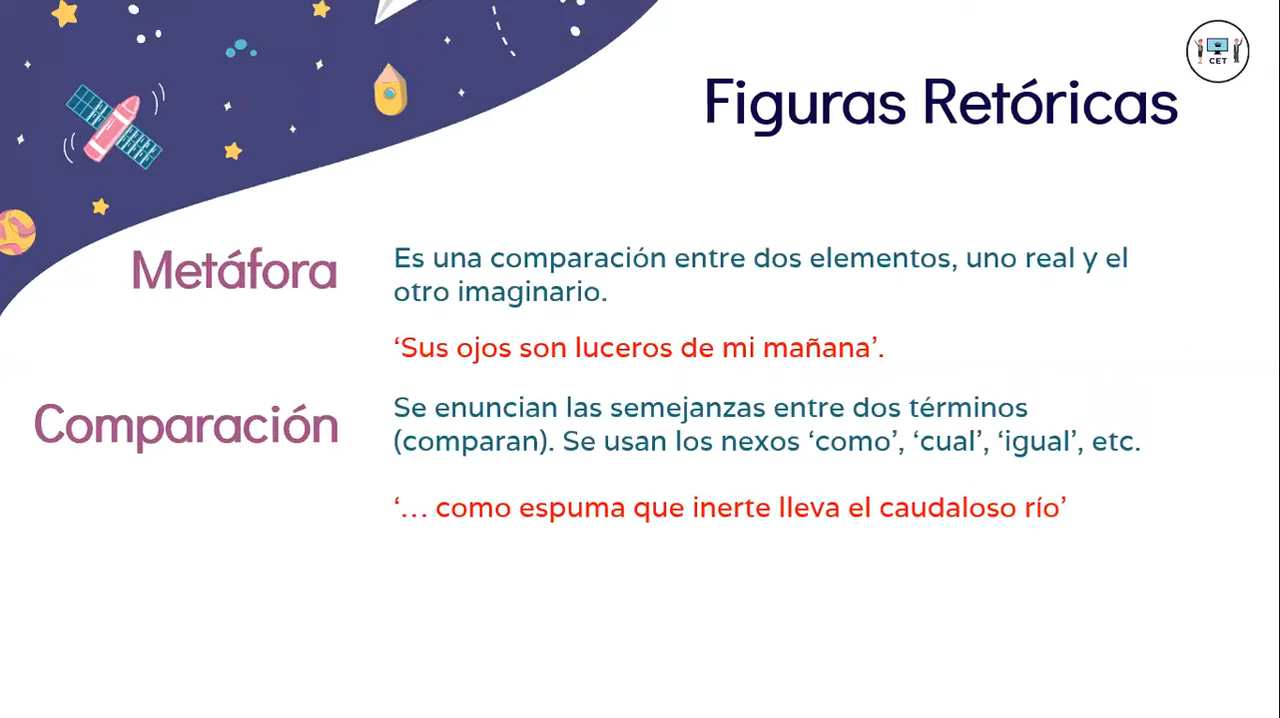 CET
Figuras Retóricas
Metáfora
Es una comparación entre dos elementos, uno real y el
otro imaginario.
‘Sus ojos son luceros de mi mañana’.
Comparación
Se enuncian las semejanzas entre dos términos
(comparan). Se usan los nexos ‘como’, ‘cual’, ‘igual’, etc.
‘… como espuma que inerte lleva el caudaloso río’